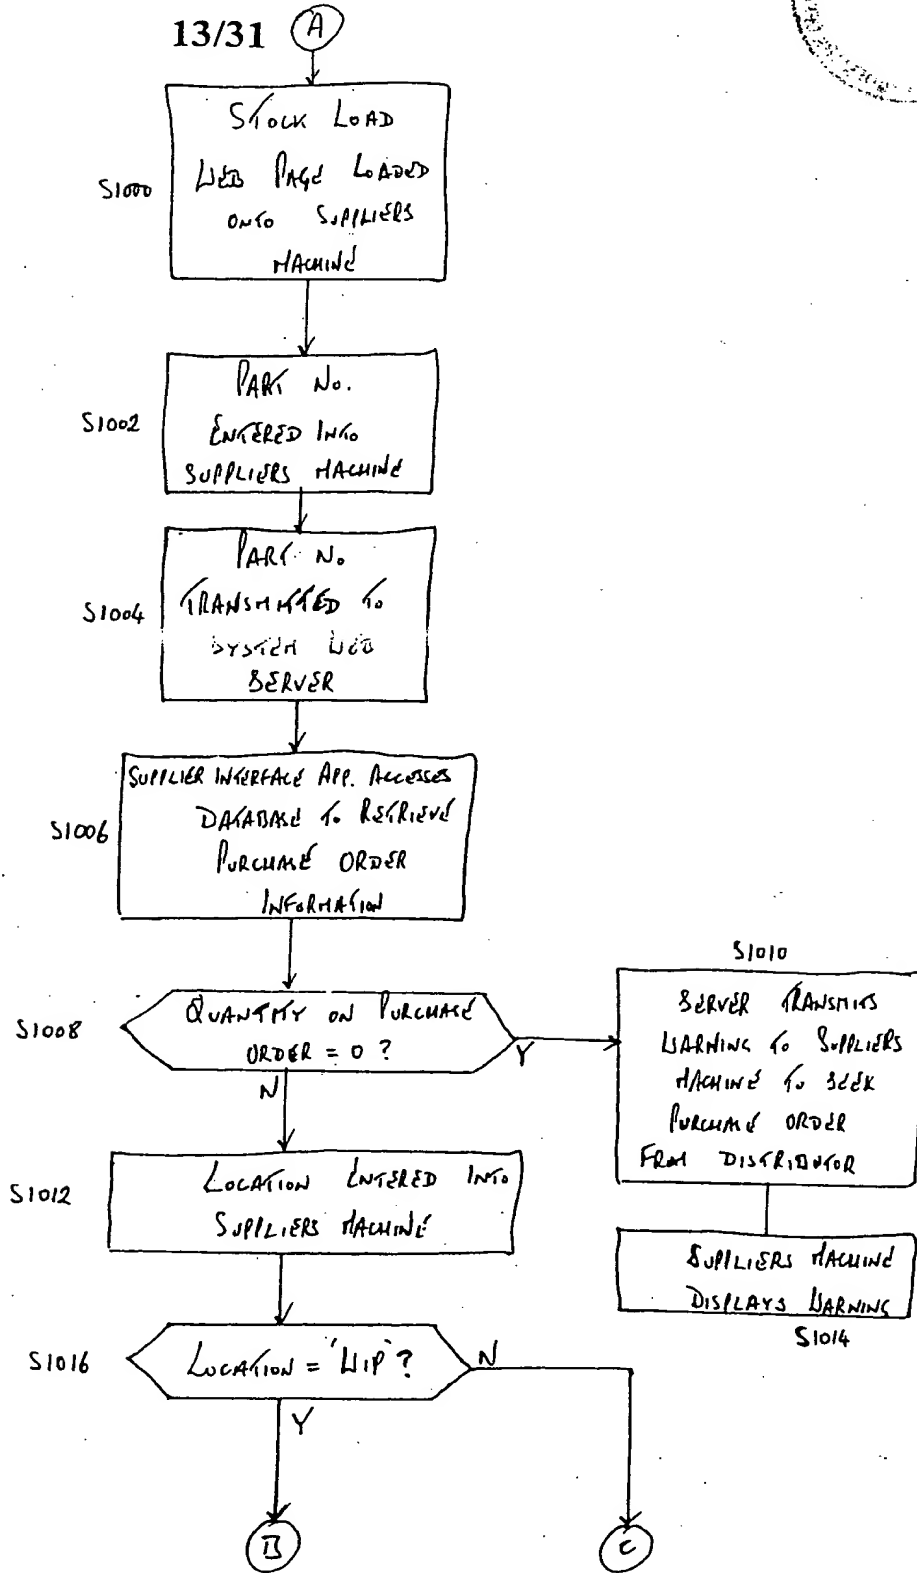 13/31
A
STOCK LOAD
S1000
WEB PAGE LOADED
ONTO SUPPLIERS
MACHINE
PART No.
S1002
ENTERED INTO
SUPPLIERS MACHINE
PART No
S1004
TRANSMITTED TO
SYSTEM WEB
SERVER
SUPPLIER INTERFACE APP. ACCESSES
S1006
DATABASE TO RETRIEVE
PURCHASE ORDER
INFORMATION
S1008
QUANTITY ON PURCHASE
ORDER = 0 ?
Y
N
S1010
SERVER TRANSMITS
WARNING TO SUPPLIERS
MACHINE TO SEEK
PURCHASE ORDER
FROM DISTRIBUTOR
S1012
LOCATION ENTERED INTO
SUPPLIERS MACHINE
SUPPLIERS MACHINE
DISPLAYS WARNING
S1014
S1016
LOCATION = 'WIP' ?
N
Y
B
C